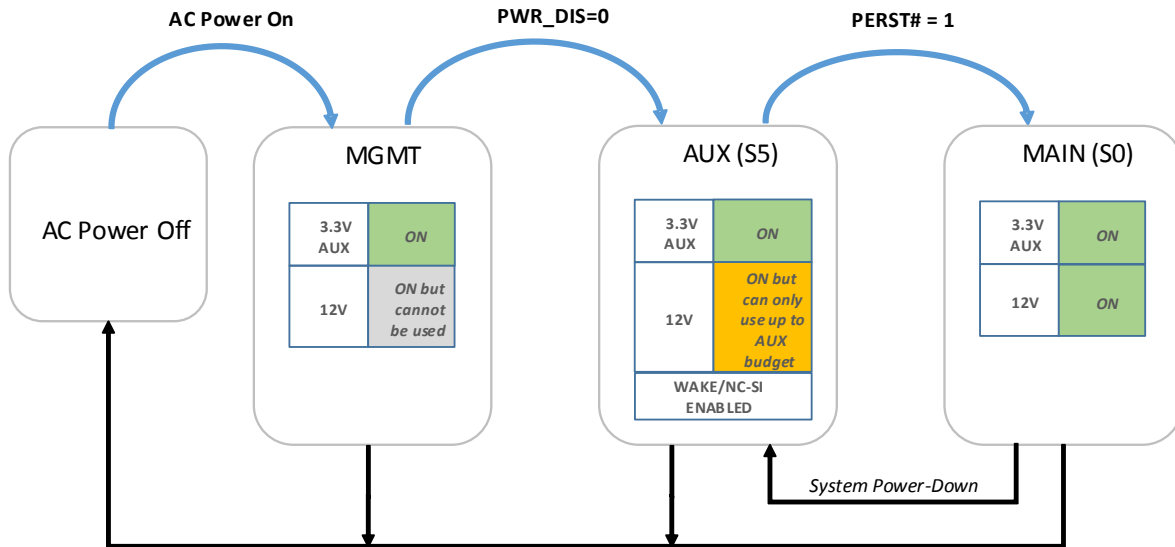 AC Power On
PWR_DIS=0
PERST# = 1
AC Power Off
MGMT
3.3V
AUX
ON
12V
ON but
cannot
be used
AUX (S5)
3.3V
AUX
ON
12V
ON but
can only
use up to
AUX
budget
WAKE/NC-SI
ENABLED
MAIN (S0)
3.3V
AUX
ON
12V
ON
System Power-Down